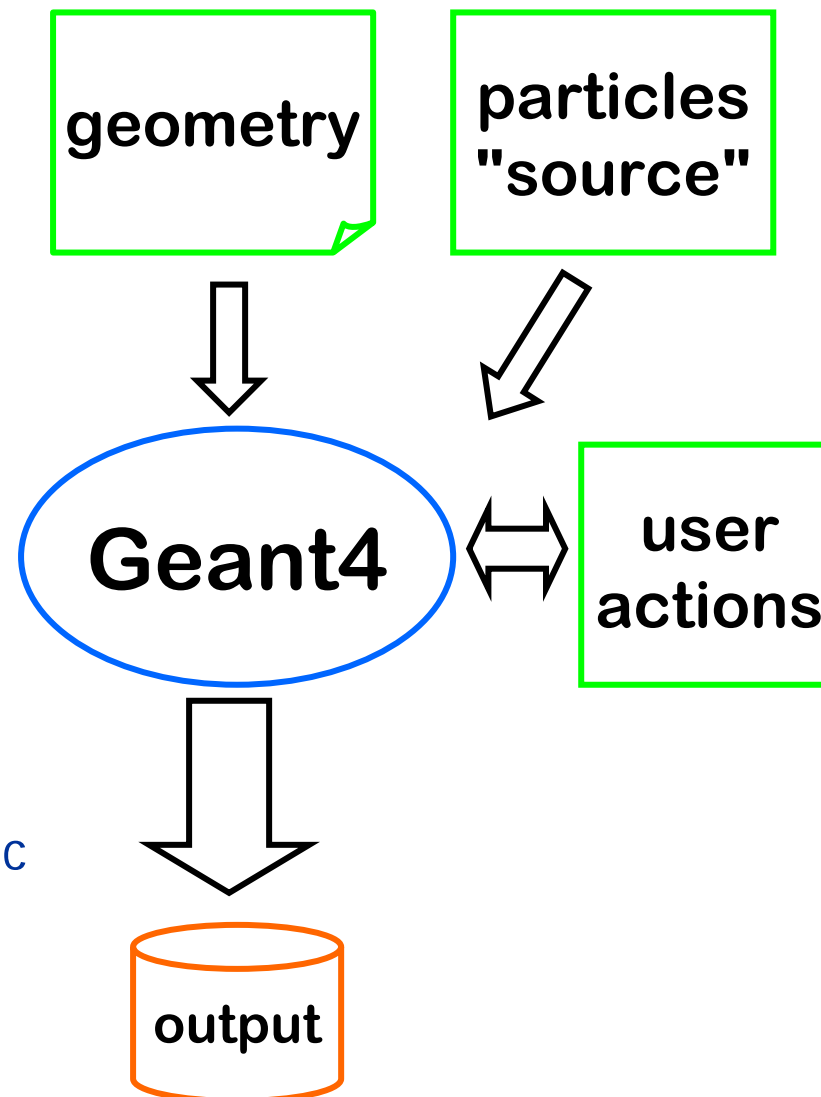 geometry
particles
"source"
Geant4
user
actions
c
output